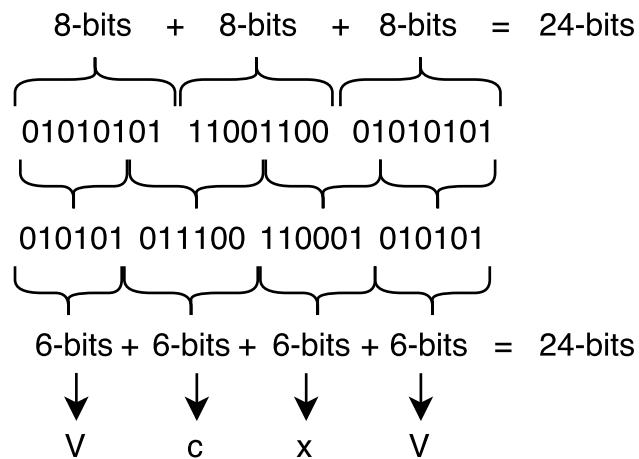 8-bits + 8-bits + 8-bits = 24-bits
01010101 11001100 01010101
010101 011100 110001 010101
6-bits + 6-bits + 6-bits + 6-bits = 24-bits
V c x V